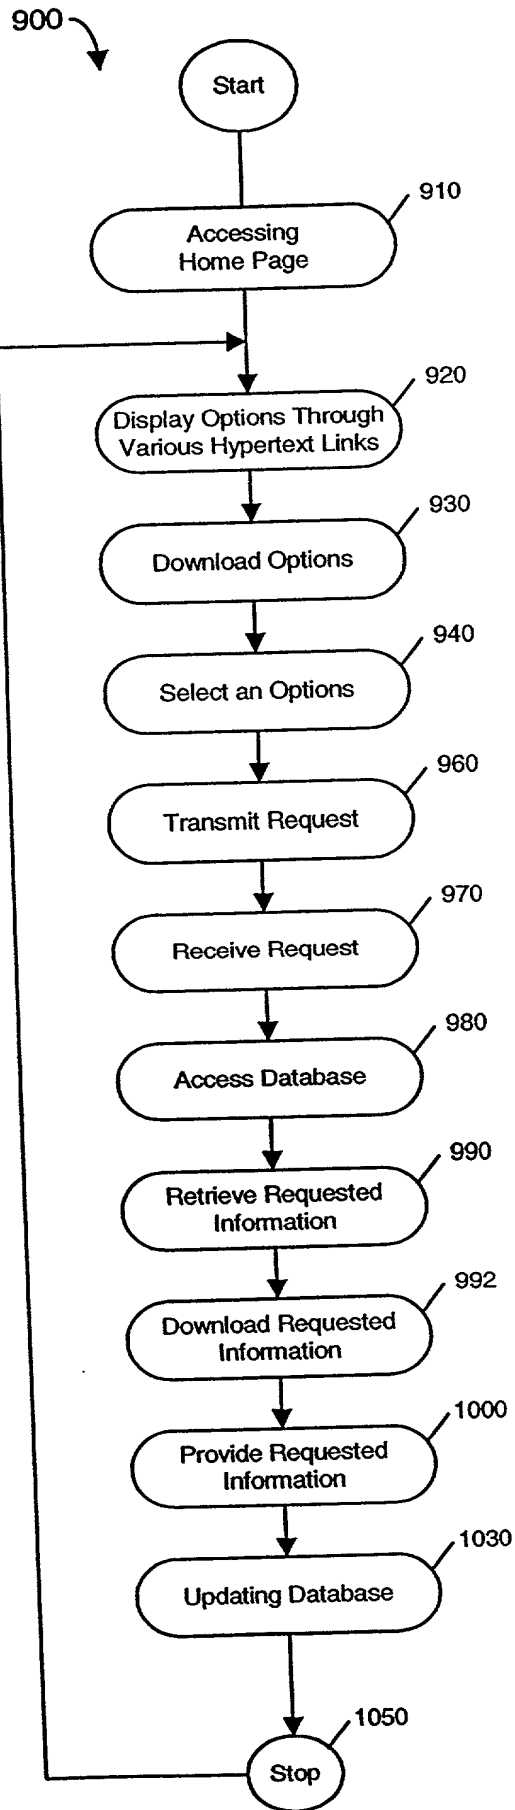 900
Start
910
Accessing
Home Page
920
Display Options Through
Various Hypertext Links
930
Download Options
940
Select an Options
960
Transmit Request
970
Receive Request
980
Access Database
990
Retrieve Requested
Information
992
Download Requested
Information
1000
Provide Requested
Information
1030
Updating Database
1050
Stop